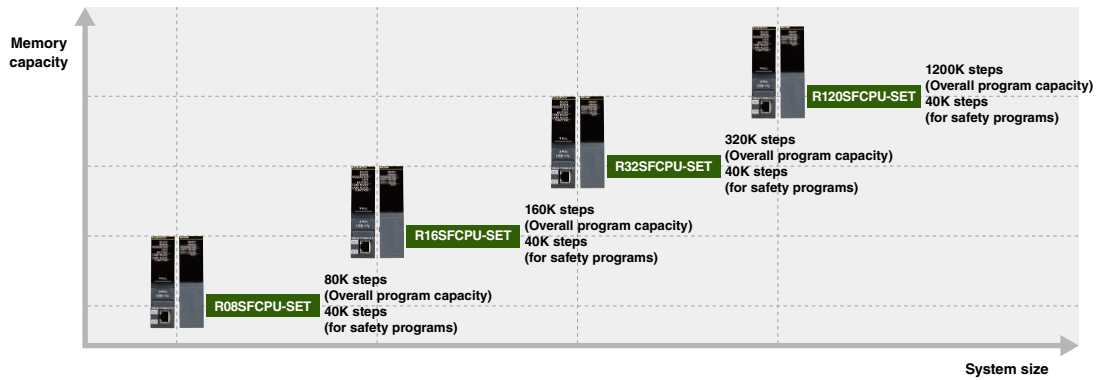 Memory
capacity
1200K steps
(Overall program capacity)
R120SFCPU-SET
40K steps
(for safety programs)
320K steps
(Overall program capacity)
R32SFCPU-SET
40K steps
(for safety programs)
160K steps
(Overall program capacity)
R16SFCPU-SET
40K steps
(for safety programs)
80K steps
(Overall program capacity)
R08SFCPU-SET
40K steps
(for safety programs)
System size